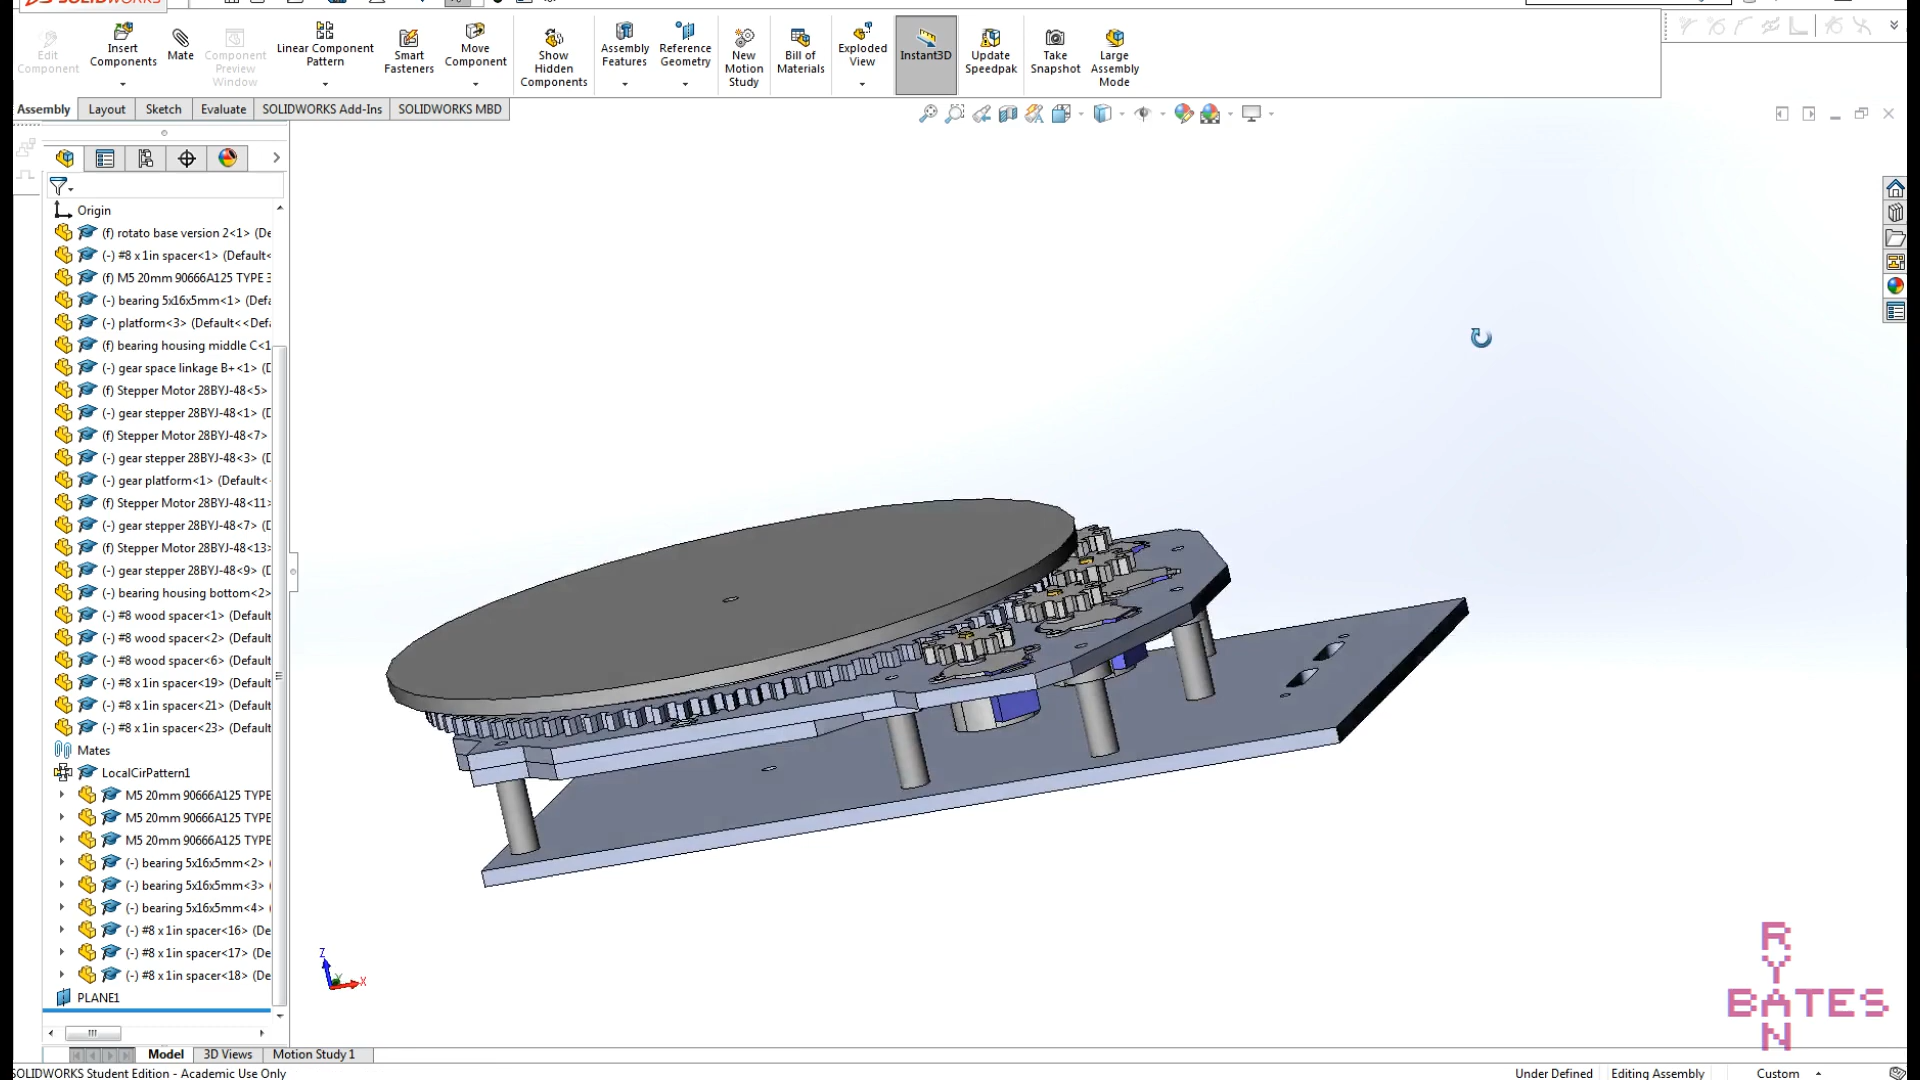 SOLIDWORKS
Edit
Component
Insert
Components
Mate
Component
Preview
Window
Linear Component
Pattern
Smart
Fasteners
Move
Component
Show
Hidden
Components
Assembly
Features
Reference
Geometry
New
Motion
Study
Bill of
Materials
Exploded
View
Instant3D
Update
Speedpak
Take
Snapshot
Large
Assembly
Mode
Assembly
Layout
Sketch
Evaluate
SOLIDWORKS Add-Ins
SOLIDWORKS MBD
Origin
(f) rotato base version 2<1> (De
(-) #8 x 1in spacer<1> (Default<
(f) M5 20mm 90666A125 TYPE 3
(-) bearing 5x16x5mm<1> (Defa
(-) platform<3> (Default<<Defa
(f) bearing housing middle C<1
(-) gear space linkage B+<1> (D
(f) Stepper Motor 28BYJ-48<5>
(-) gear stepper 28BYJ-48<1> (D
(f) Stepper Motor 28BYJ-48<7>
(-) gear stepper 28BYJ-48<3> (D
(-) gear platform<1> (Default<
(f) Stepper Motor 28BYJ-48<11>
(-) gear stepper 28BYJ-48<7> (D
(f) Stepper Motor 28BYJ-48<13>
(-) gear stepper 28BYJ-48<9> (D
(-) bearing housing bottom<2>
(-) #8 wood spacer<1> (Default
(-) #8 wood spacer<2> (Default
(-) #8 wood spacer<6> (Default
(-) #8 x 1in spacer<19> (Default
(-) #8 x 1in spacer<21> (Default
(-) #8 x 1in spacer<23> (Default
Mates
LocalCirPattern1
M5 20mm 90666A125 TYPE
M5 20mm 90666A125 TYPE
M5 20mm 90666A125 TYPE
(-) bearing 5x16x5mm<2> (
(-) bearing 5x16x5mm<3> (
(-) bearing 5x16x5mm<4> (
(-) #8 x 1in spacer<16> (De
(-) #8 x 1in spacer<17> (De
(-) #8 x 1in spacer<18> (De
PLANE1
Z
Y
X
RYAN
BATES
Model
3D Views
Motion Study 1
SOLIDWORKS Student Edition - Academic Use Only
Under Defined
Editing Assembly
Custom